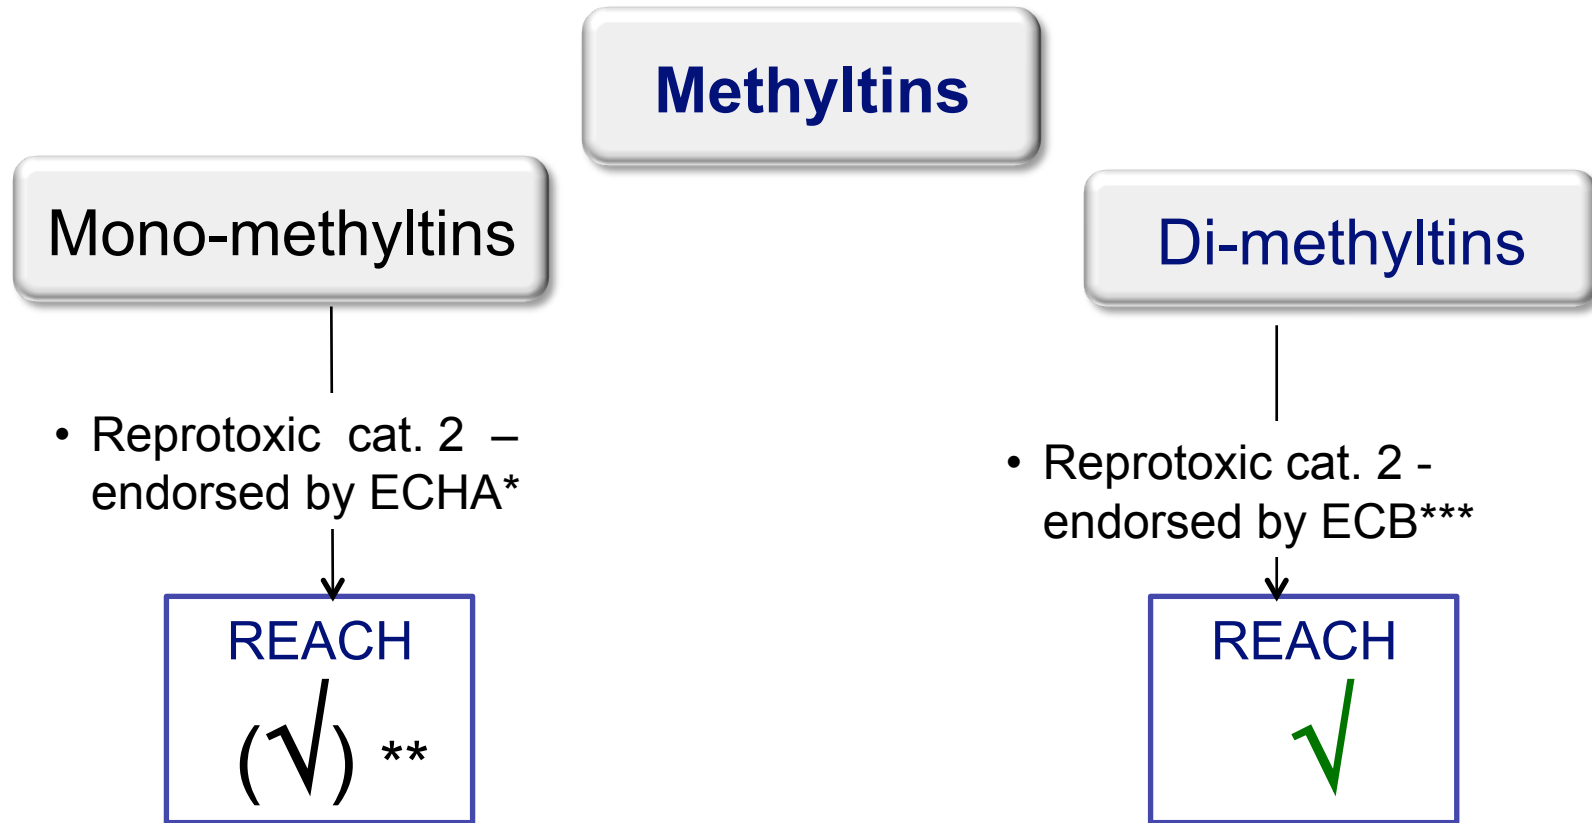 Methyltins
Mono-methyltins
• Reprotoxic cat. 2 –
endorsed by ECHA*
REACH
(√) **
Di-methyltins
• Reprotoxic cat. 2 -
endorsed by ECB***
REACH
√